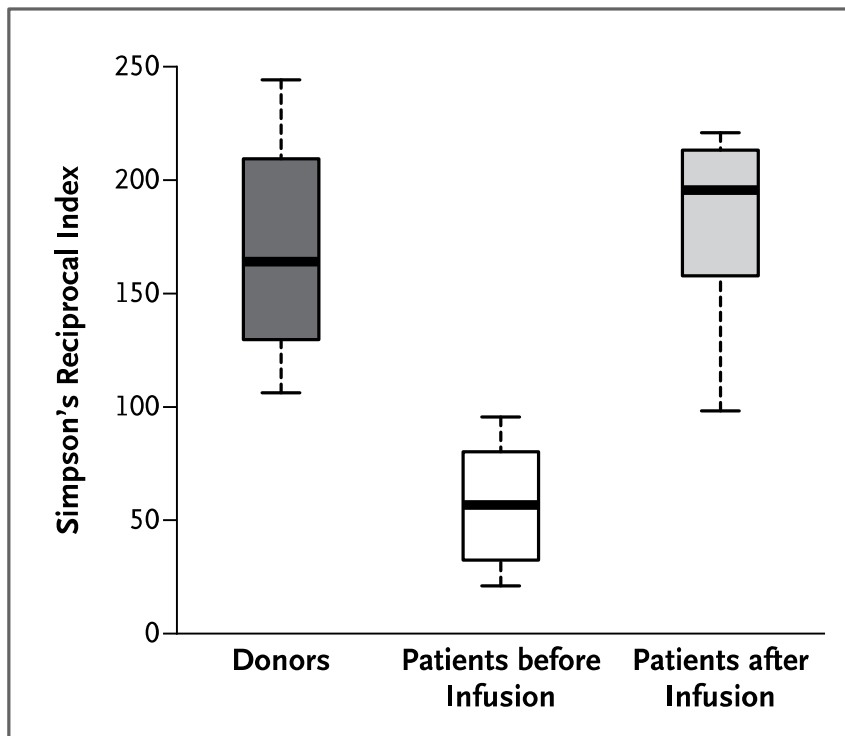 Simpson’s Reciprocal Index
250
200
150
100
50
0
Donors
Patients before
Infusion
Patients after
Infusion